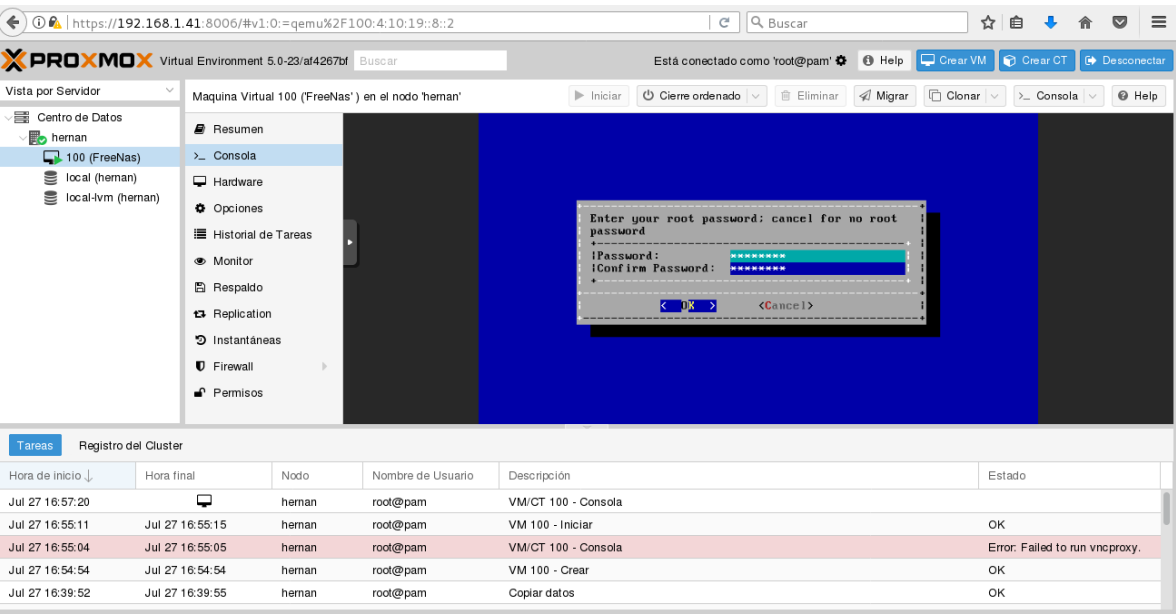 https://192.168.1.41:8006/#v1:0:=qemu%2F100:4:10:19::8::2
Buscar
PROXMOX Virtual Environment 5.0-23/af4267bf Buscar Está conectado como 'root@pam' Help Crear VM Crear CT Desconectar
Vista por Servidor
Centro de Datos
hernan
100 (FreeNas)
local (hernan)
local-lvm (hernan)
Maquina Virtual 100 ('FreeNas' ) en el nodo 'hernan' Iniciar Cierre ordenado Eliminar Migrar Clonar >_ Consola Help
Resumen
>_ Consola
Hardware
Opciones
Historial de Tareas
Monitor
Respaldo
Replication
Instantáneas
Firewall
Permisos
Enter your root password; cancel for no root
password
Password: ********
Confirm Password: ********
< OK > <Cancel>
Tareas Registro del Cluster
Hora de inicio Hora final Nodo Nombre de Usuario Descripción Estado
Jul 27 16:57:20 hernan root@pam VM/CT 100 - Consola
Jul 27 16:55:11 Jul 27 16:55:15 hernan root@pam VM 100 - Iniciar OK
Jul 27 16:55:04 Jul 27 16:55:05 hernan root@pam VM/CT 100 - Consola Error: Failed to run vncproxy.
Jul 27 16:54:54 Jul 27 16:54:54 hernan root@pam VM 100 - Crear OK
Jul 27 16:39:52 Jul 27 16:39:55 hernan root@pam Copiar datos OK